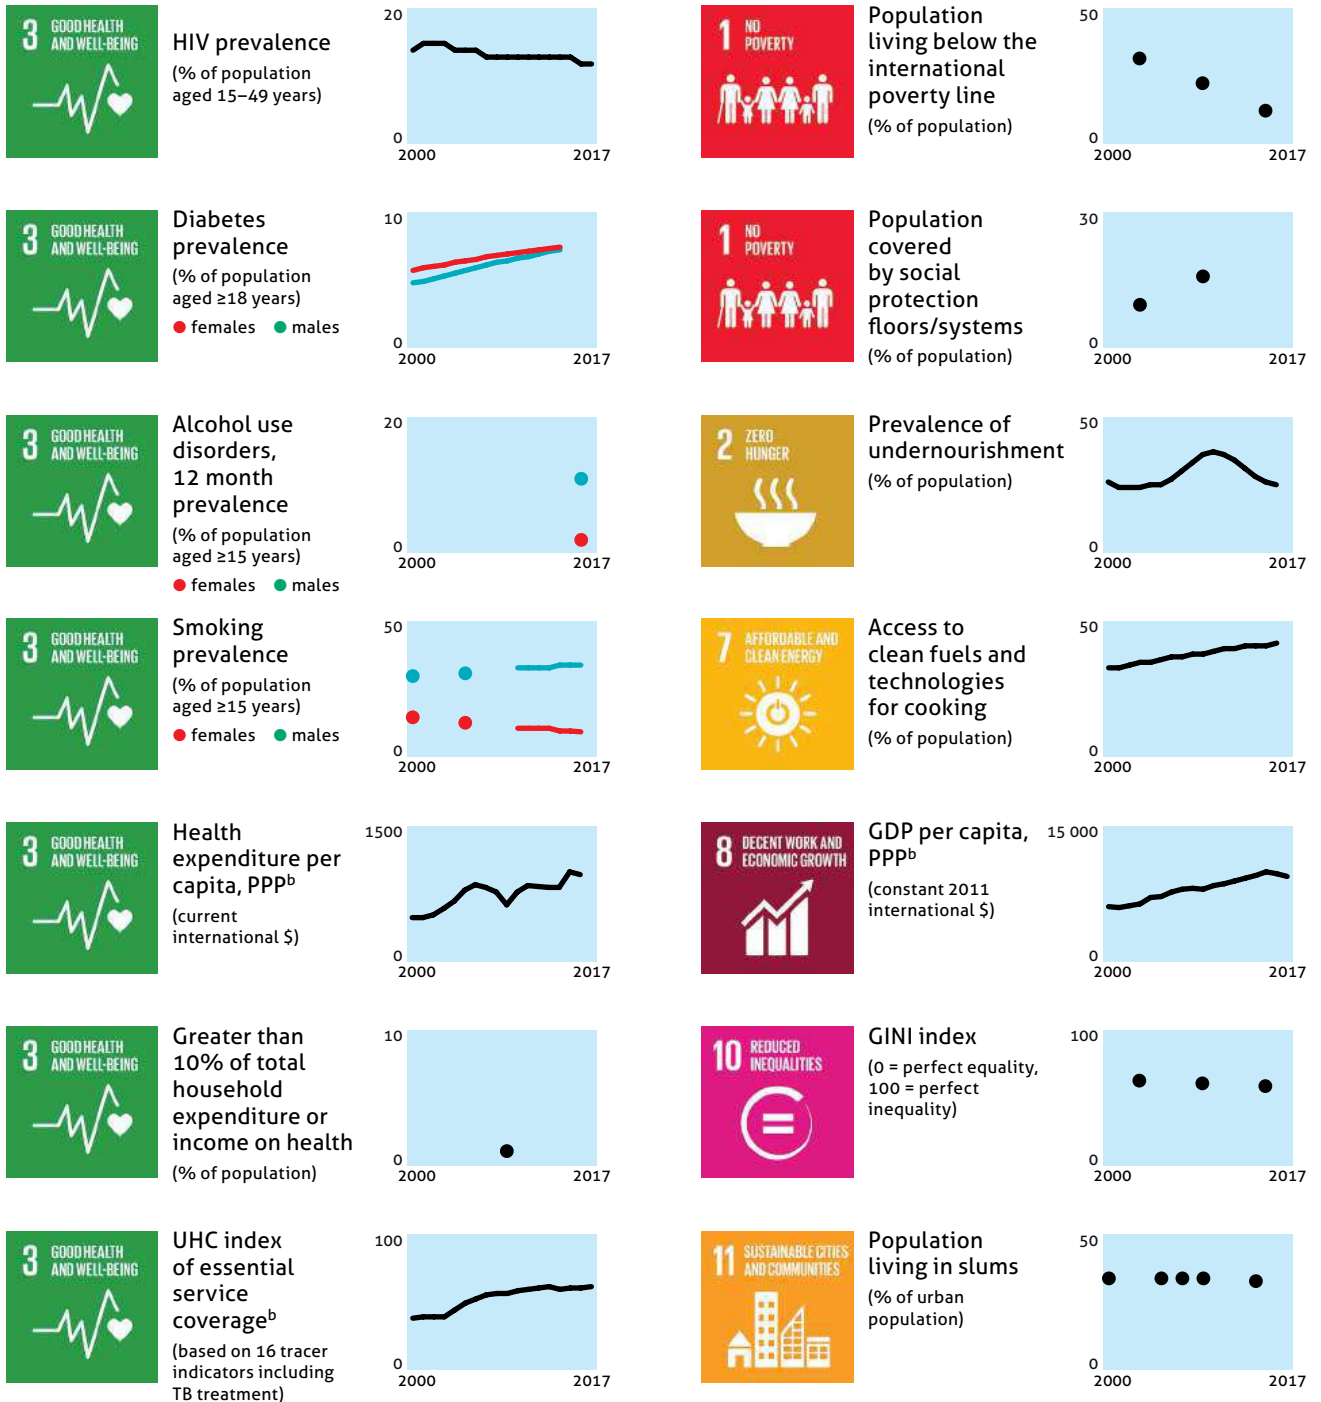 3 GOOD HEALTH
AND WELL-BEING
HIV prevalence
(% of population
aged 15–49 years)
20
0
2000 2017
1 NO
POVERTY
Population
living below the
international
poverty line
(% of population)
50
0
2000 2017
3 GOOD HEALTH
AND WELL-BEING
Diabetes
prevalence
(% of population
aged ≥18 years)
females males
10
0
2000 2017
1 NO
POVERTY
Population
covered
by social
protection
floors/systems
(% of population)
30
0
2000 2017
3 GOOD HEALTH
AND WELL-BEING
Alcohol use
disorders,
12 month
prevalence
(% of population
aged ≥15 years)
females males
20
0
2000 2017
2 ZERO
HUNGER
Prevalence of
undernourishment
(% of population)
50
0
2000 2017
3 GOOD HEALTH
AND WELL-BEING
Smoking
prevalence
(% of population
aged ≥15 years)
females males
50
0
2000 2017
7 AFFORDABLE AND
CLEAN ENERGY
Access to
clean fuels and
technologies
for cooking
(% of population)
50
0
2000 2017
3 GOOD HEALTH
AND WELL-BEING
Health
expenditure per
capita, PPPᵇ
(current
international $)
1500
0
2000 2017
8 DECENT WORK AND
ECONOMIC GROWTH
GDP per capita,
PPPᵇ
(constant 2011
international $)
15 000
0
2000 2017
3 GOOD HEALTH
AND WELL-BEING
Greater than
10% of total
household
expenditure or
income on health
(% of population)
10
0
2000 2017
10 REDUCED
INEQUALITIES
GINI index
(0 = perfect equality,
100 = perfect
inequality)
100
0
2000 2017
3 GOOD HEALTH
AND WELL-BEING
UHC index
of essential
service
coverageᵇ
(based on 16 tracer
indicators including
TB treatment)
100
0
2000 2017
11 SUSTAINABLE CITIES
AND COMMUNITIES
Population
living in slums
(% of urban
population)
50
0
2000 2017